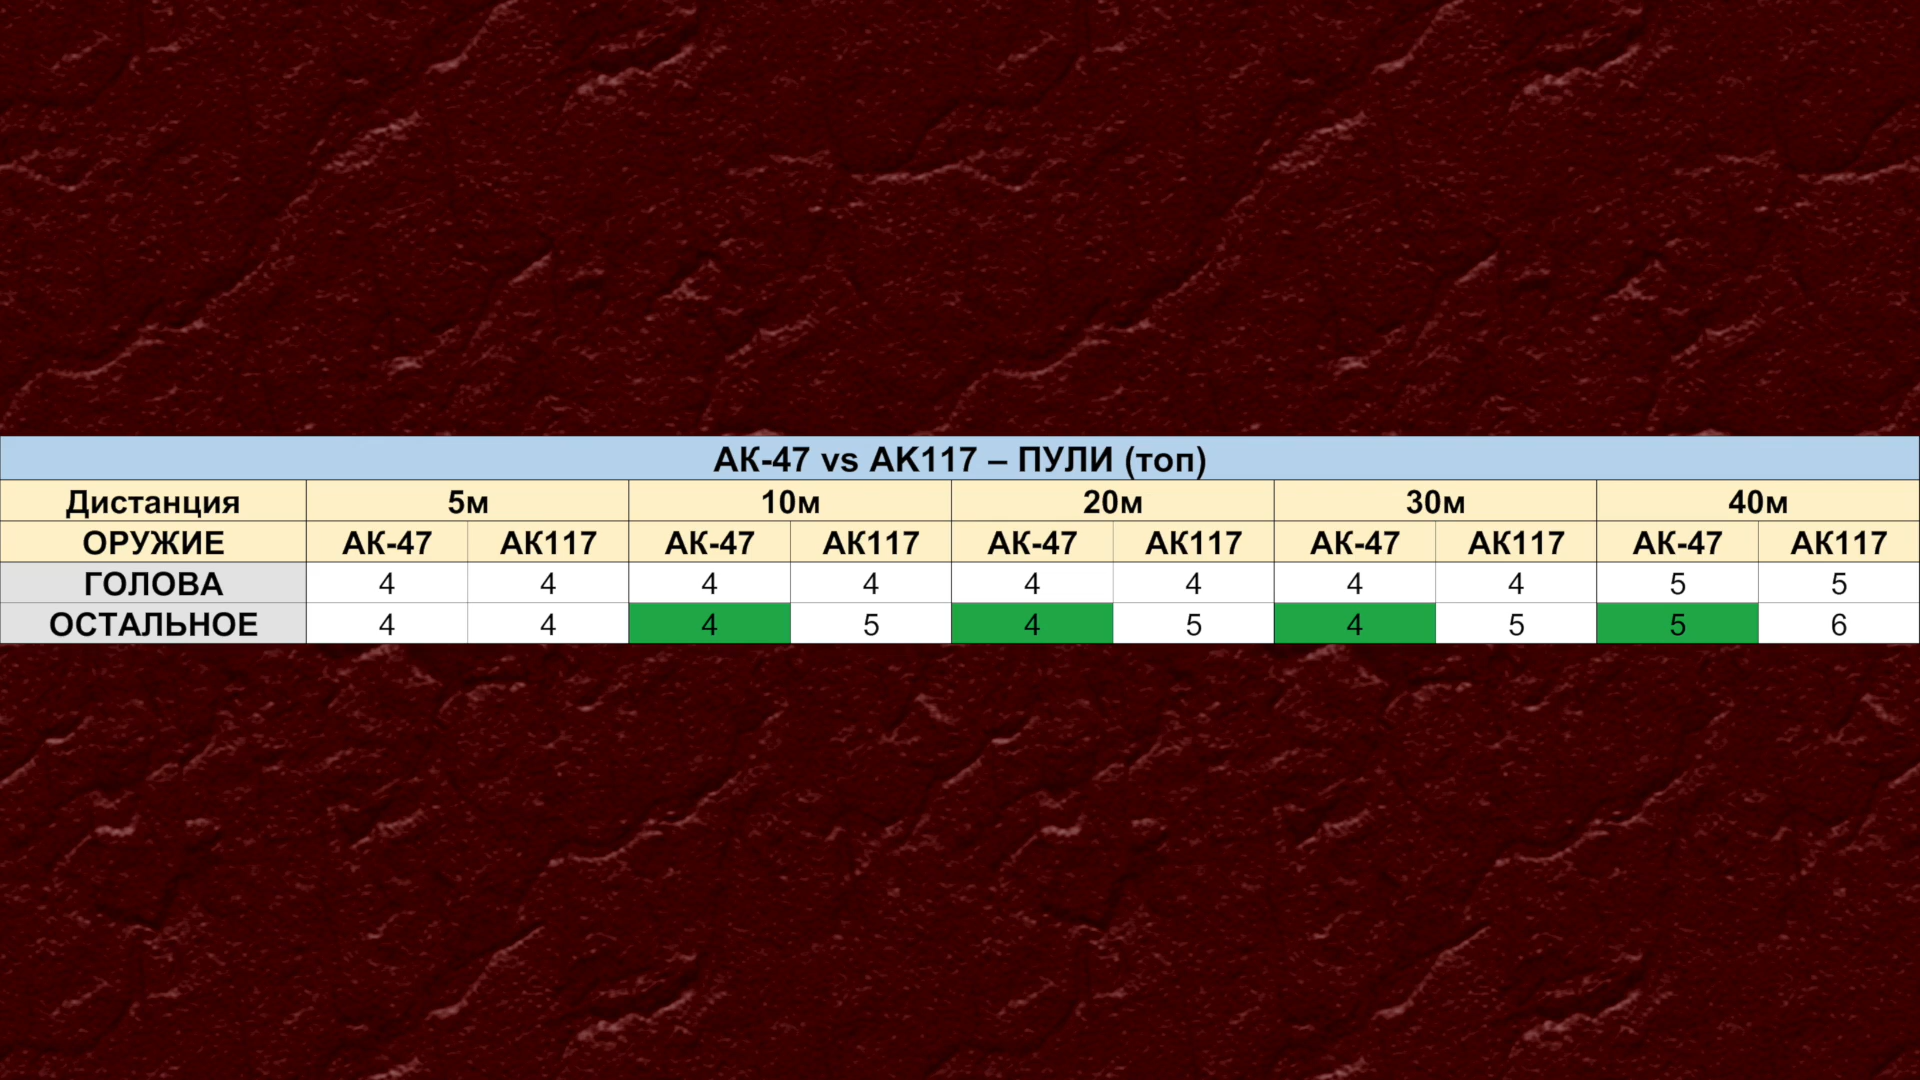 АК-47 vs АК117 – ПУЛИ (топ)
Дистанция 5м 10м 20м 30м 40м
ОРУЖИЕ АК-47 АК117 АК-47 АК117 АК-47 АК117 АК-47 АК117 АК-47 АК117
ГОЛОВА 4 4 4 4 4 4 4 4 5 5
ОСТАЛЬНОЕ 4 4 4 5 4 5 4 5 5 6